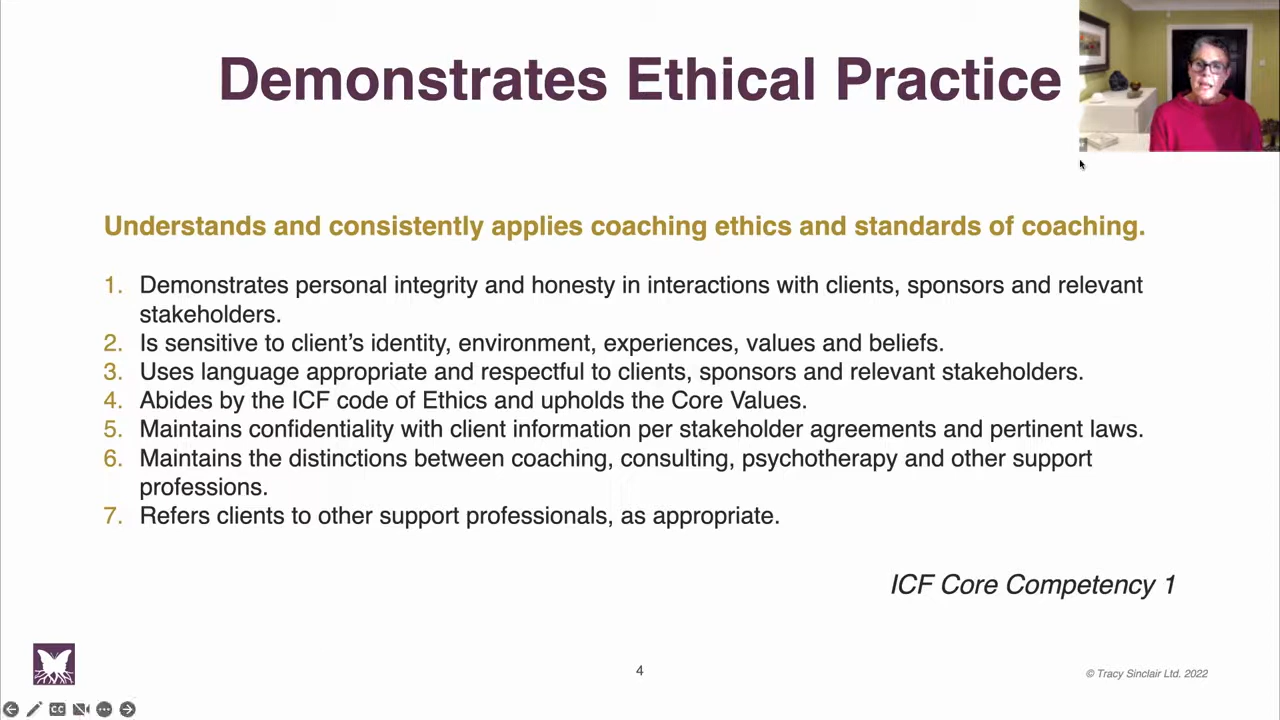 Demonstrates Ethical Practice
Understands and consistently applies coaching ethics and standards of coaching.
1. Demonstrates personal integrity and honesty in interactions with clients, sponsors and relevant
stakeholders.
2. Is sensitive to client’s identity, environment, experiences, values and beliefs.
3. Uses language appropriate and respectful to clients, sponsors and relevant stakeholders.
4. Abides by the ICF code of Ethics and upholds the Core Values.
5. Maintains confidentiality with client information per stakeholder agreements and pertinent laws.
6. Maintains the distinctions between coaching, consulting, psychotherapy and other support
professions.
7. Refers clients to other support professionals, as appropriate.
ICF Core Competency 1
4
© Tracy Sinclair Ltd. 2022
CC